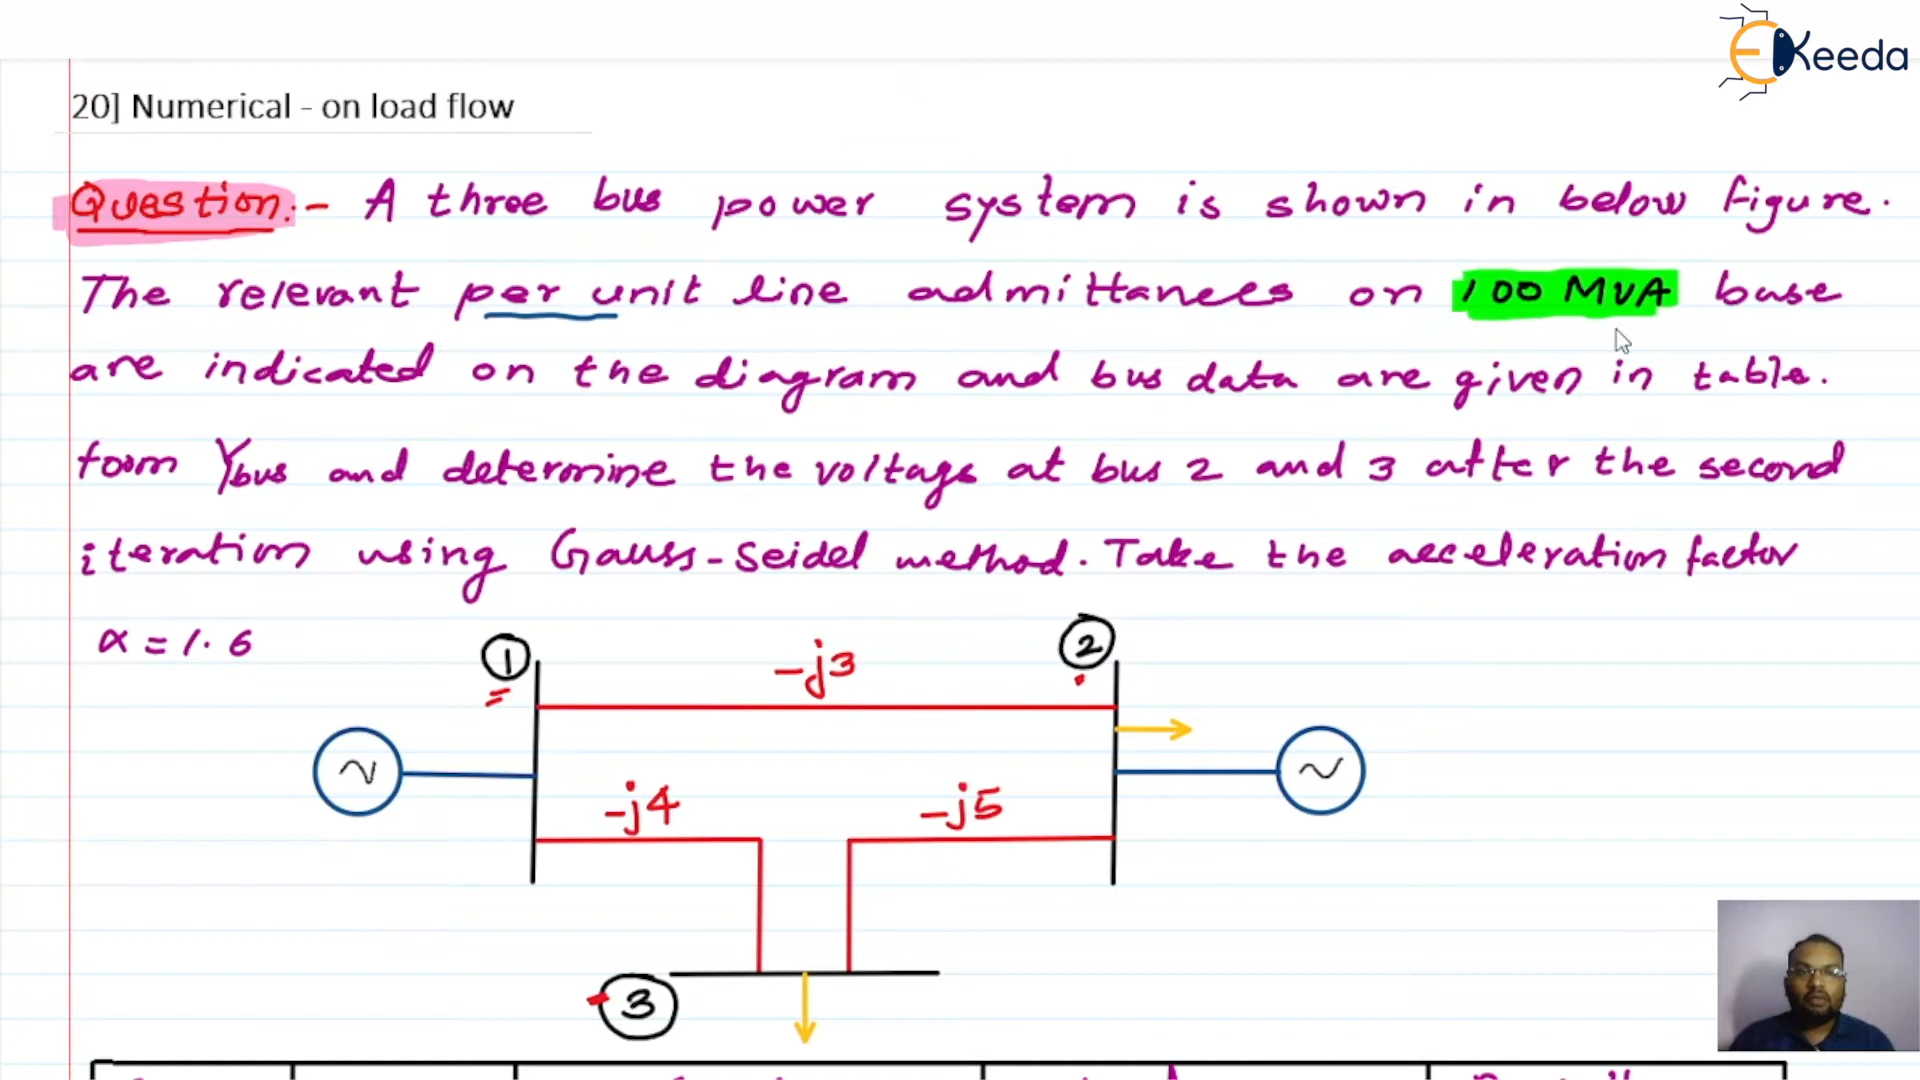 EKeeda
20] Numerical - on load flow
Question:- A three bus power system is shown in below figure.
The relevant per unit line admittances on 100 MVA base
are indicated on the diagram and bus data are given in table.
form Ybus and determine the voltage at bus 2 and 3 after the second
iteration using Gauss-Seidel method. Take the acceleration factor
α = 1.6
1
-j3
2
-j4
-j5
3